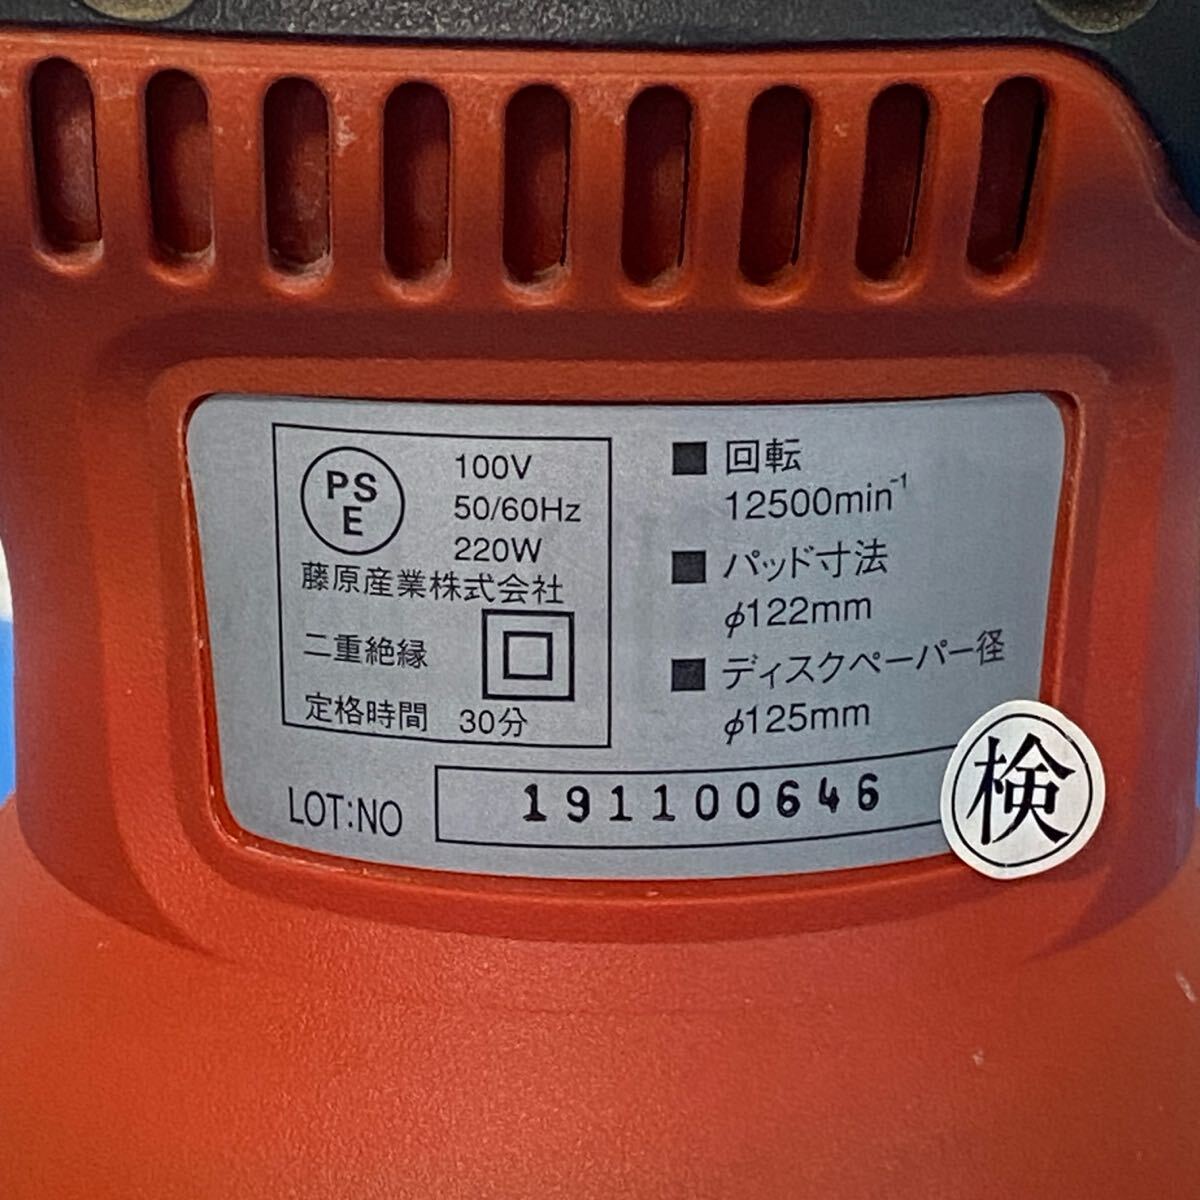 PS
E
100V
50/60Hz
220W
藤原産業株式会社
二重絶縁
定格時間 30分
■ 回転
12500min⁻¹
■ パッド寸法
φ122mm
■ ディスクペーパー径
φ125mm
LOT:NO 191100646
検